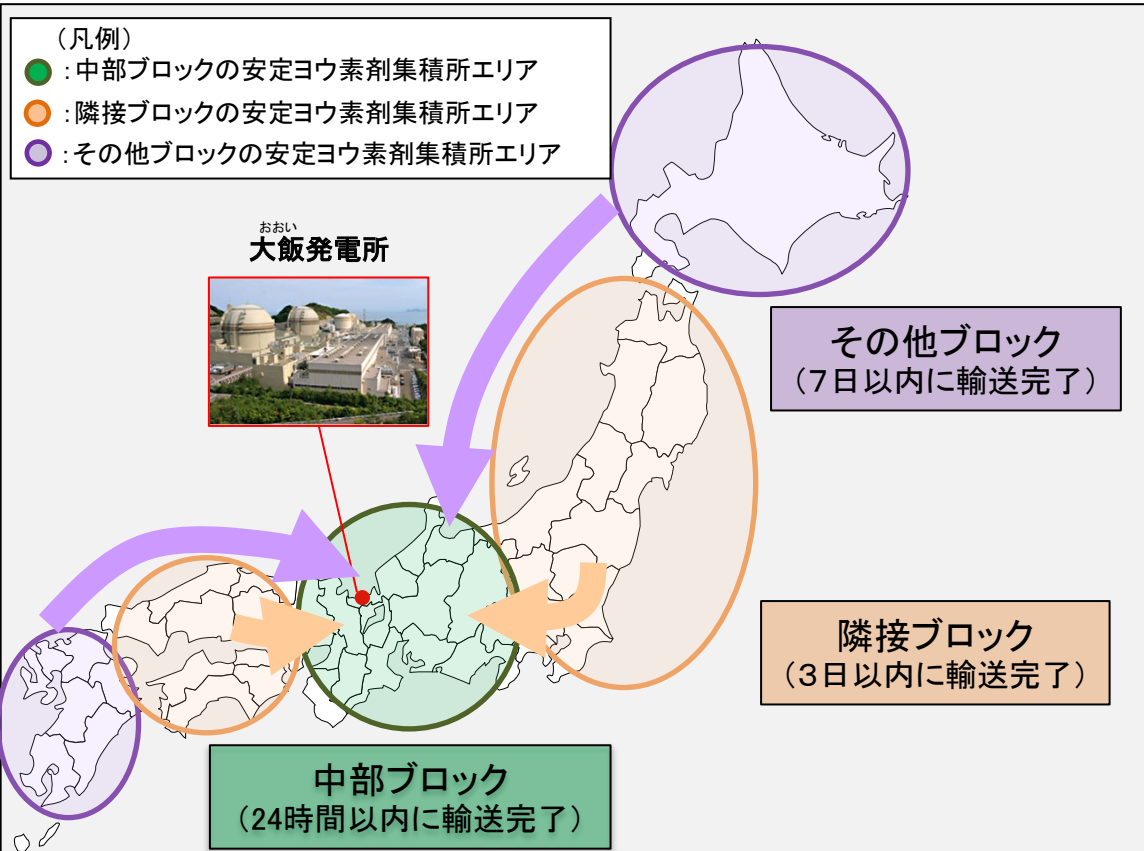 （凡例）
：中部ブロックの安定ヨウ素剤集積所エリア
：隣接ブロックの安定ヨウ素剤集積所エリア
：その他ブロックの安定ヨウ素剤集積所エリア
おおい
大飯発電所
その他ブロック
（７日以内に輸送完了）
隣接ブロック
（３日以内に輸送完了）
中部ブロック
（24時間以内に輸送完了）